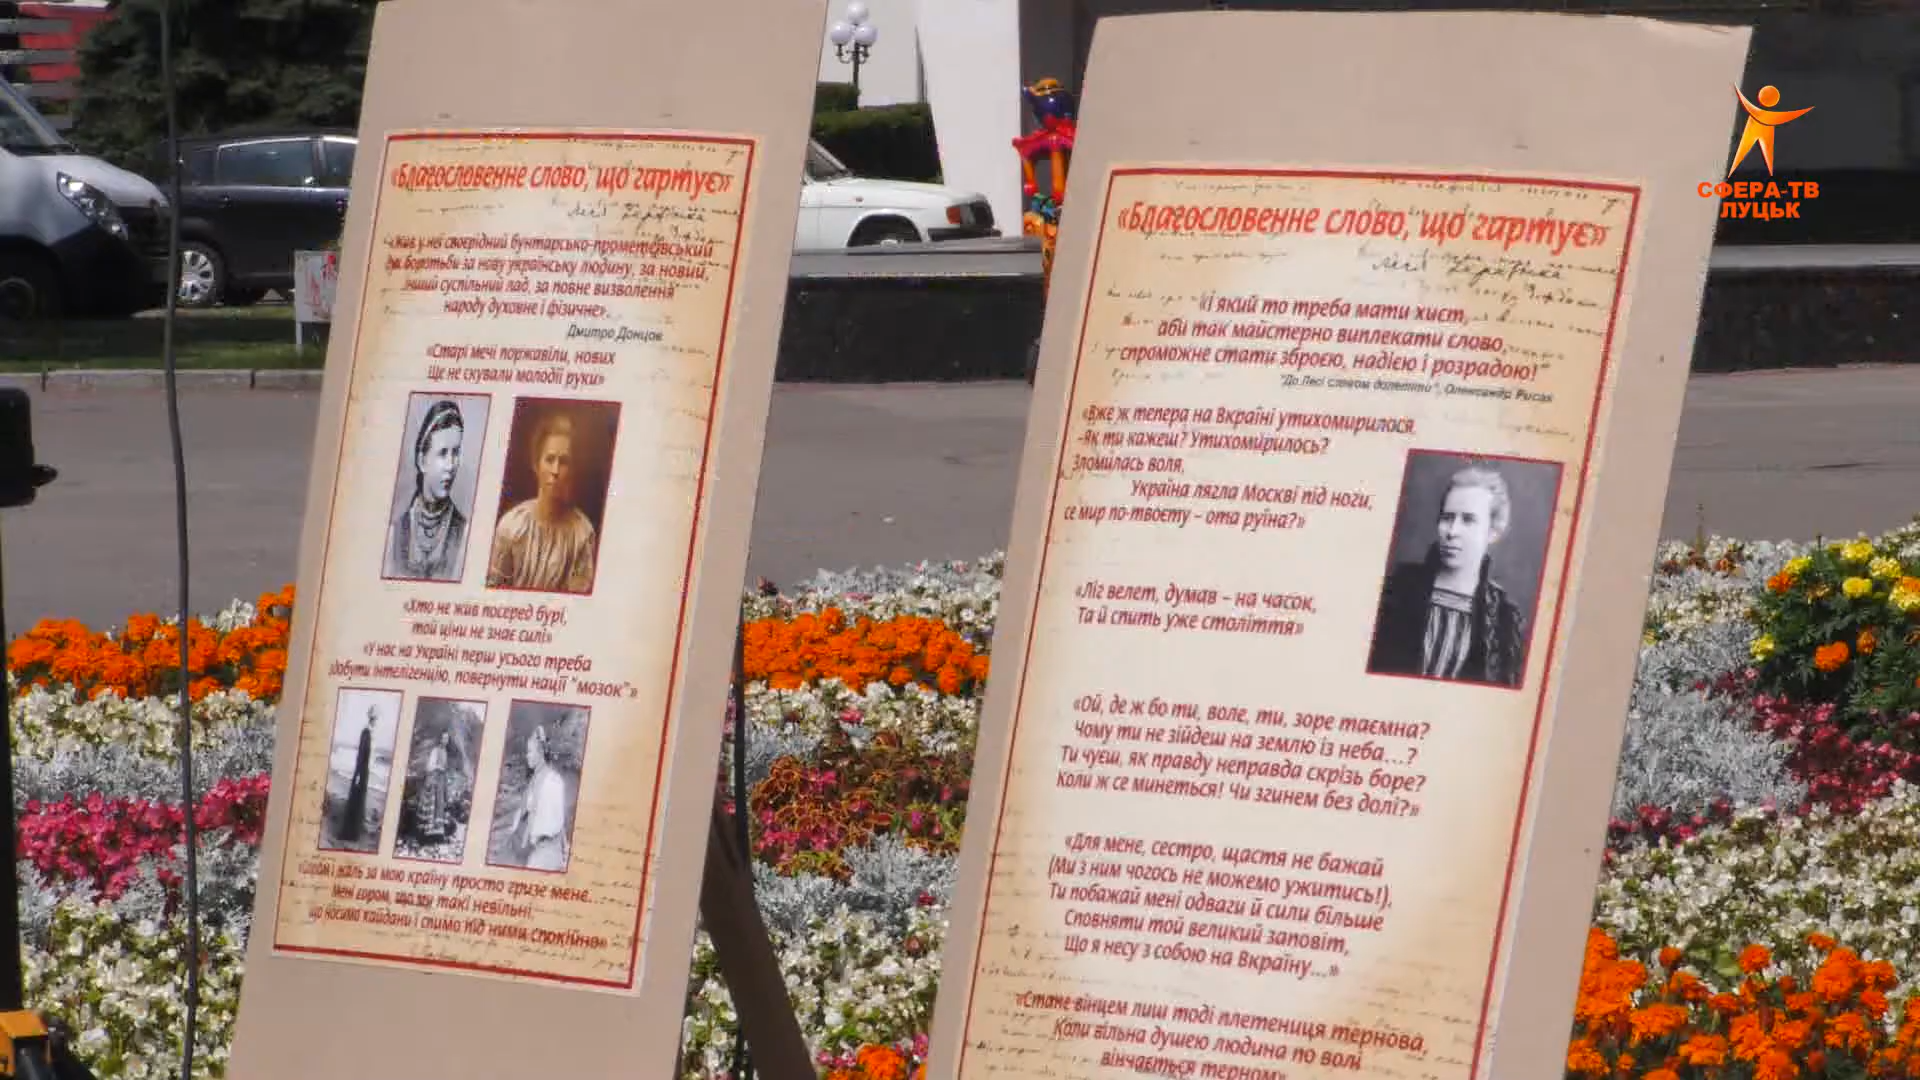 «Благословенне слово, що гартує»
«Жив у неї своєрідний бунтарсько-прометеївський
дух боротьби за нову українську людину, за новий,
інший суспільний лад, за повне визволення
народу духовне і фізичне».
Дмитро Донцов
«Старі мечі поржавіли, нових
Ще не скували молодії руки»
«Хто не жив посеред бурі,
той ціни не знає силі»
«У нас на Україні перш усього треба
здобути інтелігенцію, повернути нації "мозок"»
«Сором і жаль за мою країну просто гризе мене...
Мені сором, що ми такі невільні,
що носимо кайдани і спимо під ними спокійно»
«Благословенне слово, що гартує»
Леся Українка
"І який то треба мати хист,
аби так майстерно виплекати слово,
спроможне стати зброєю, надією і розрадою!"
"До Лесі словом долетіти", Олександр Рисак
«Вже ж тепера на Вкраїні утихомирилося.
-Як ти кажеш? Утихомирилось?
Зломилась воля,
Україна лягла Москві під ноги,
се мир по-твоєму – ота руїна?»
«Ліг велет, думав – на часок,
Та й спить уже століття»
«Ой, де ж бо ти, воле, ти, зоре таємна?
Чому ти не зійдеш на землю із неба...?
Ти чуєш, як правду неправда скрізь боре?
Коли ж се минеться! Чи згинем без долі?»
«Для мене, сестро, щастя не бажай
(Ми з ним чогось не можемо ужитись!),
Ти побажай мені одваги й сили більше
Сповняти той великий заповіт,
Що я несу з собою на Вкраїну...»
«Стане вінцем лиш тоді плетениця тернова,
Коли вільна душею людина по волі
вінчається терном»
СФЕРА-ТВ
ЛУЦЬК